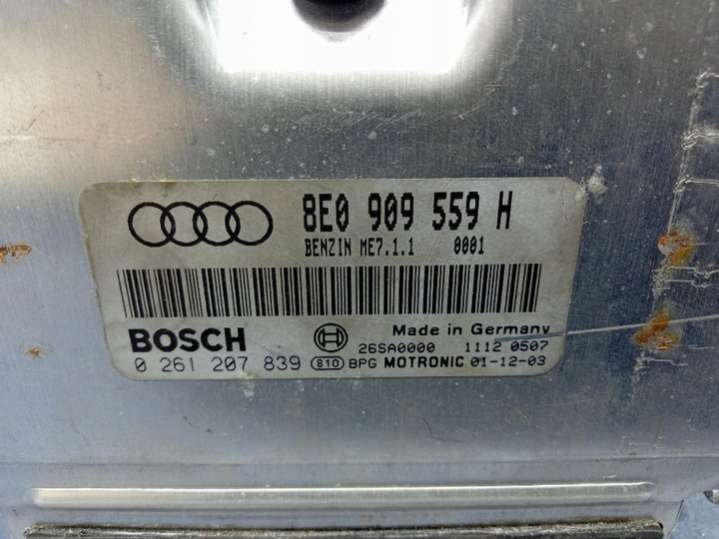 8E0 909 559 H
BENZIN ME7.1.1 0001
BOSCH Made in Germany
26SA0000 1112 0507
0 261 207 839 810 BPG MOTRONIC 01-12-03